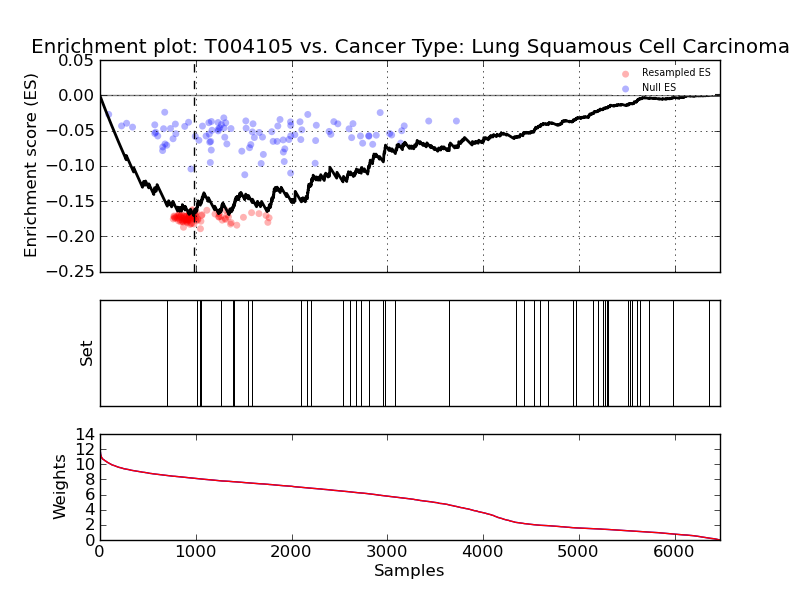 Enrichment plot: T004105 vs. Cancer Type: Lung Squamous Cell Carcinoma
Enrichment score (ES)
0.05
0.00
−0.05
−0.10
−0.15
−0.20
−0.25
Resampled ES
Null ES
Set
Weights
14
12
10
8
6
4
2
0
0 1000 2000 3000 4000 5000 6000
Samples